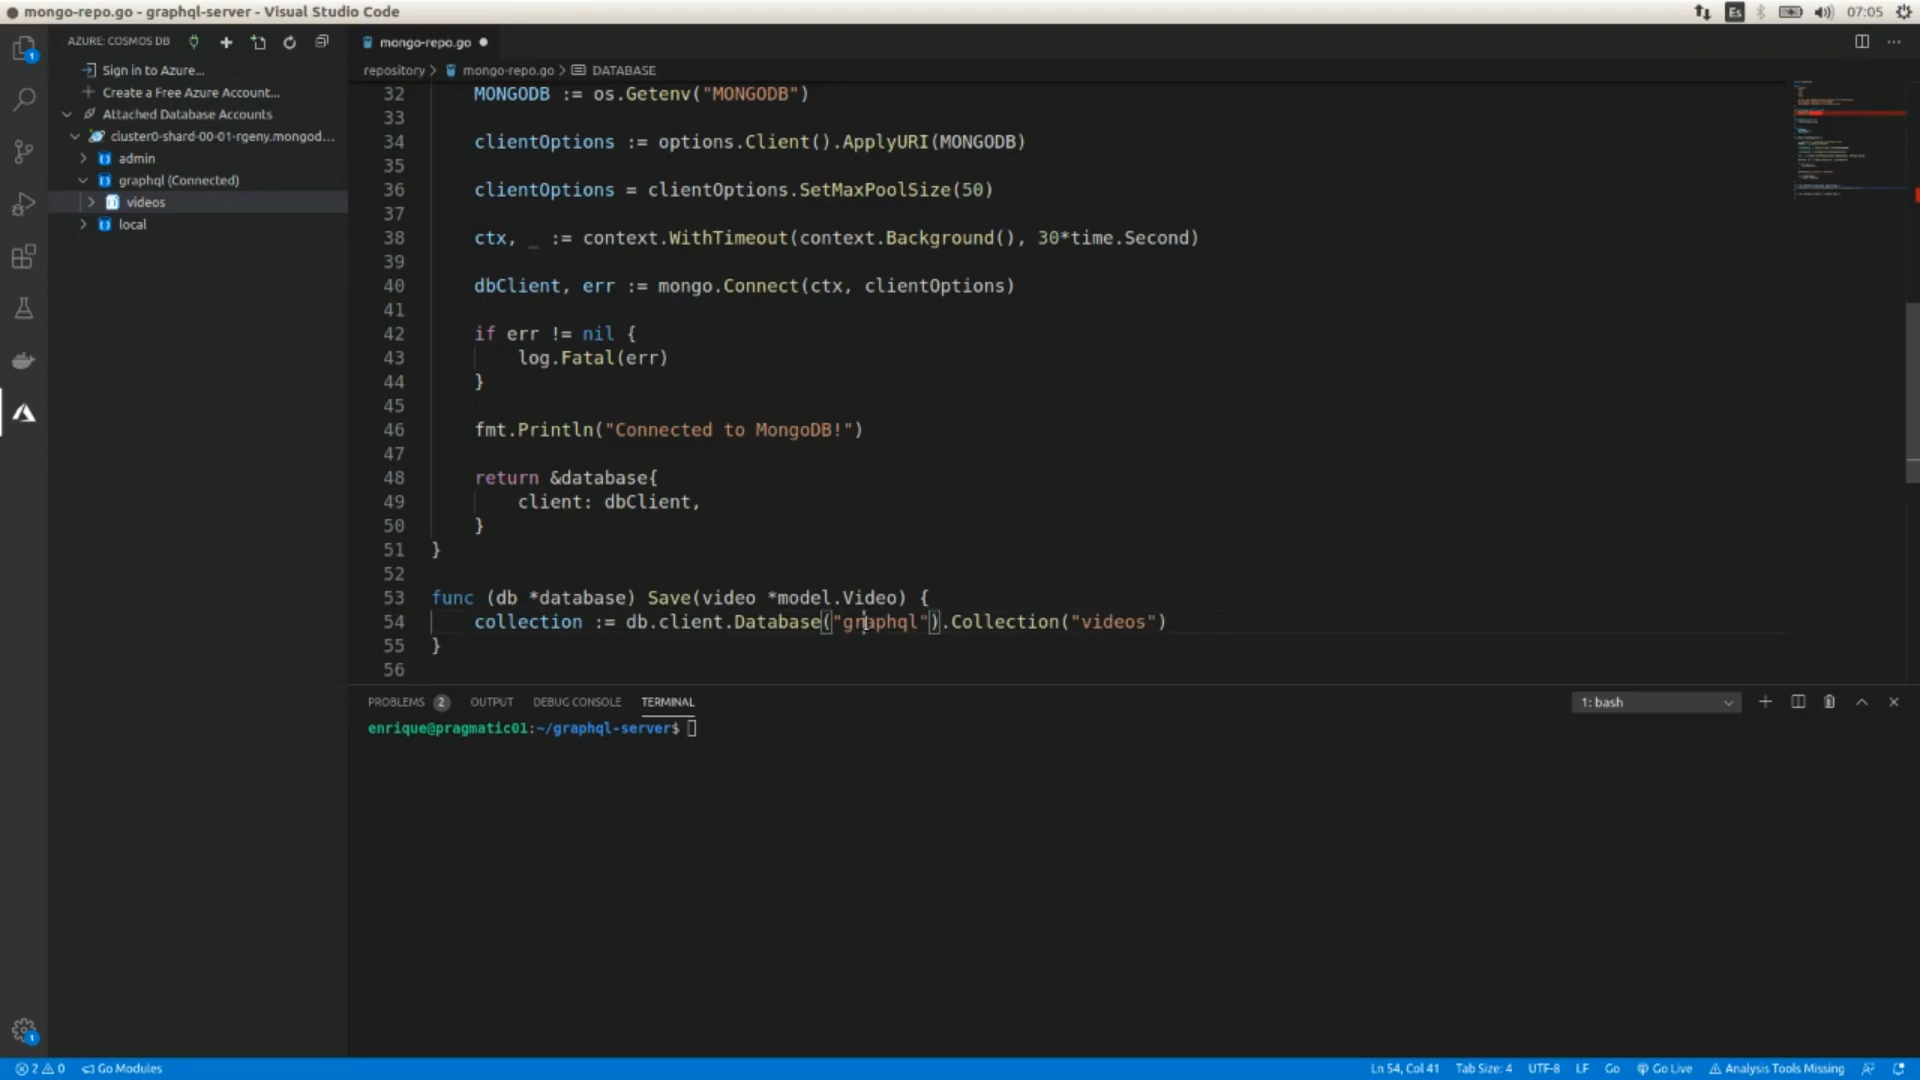 mongo-repo.go - graphql-server - Visual Studio Code
Es
07:05
AZURE: COSMOS DB
Sign in to Azure...
Create a Free Azure Account...
Attached Database Accounts
cluster0-shard-00-01-rgeny.mongod...
admin
graphql (Connected)
videos
local
1
1
mongo-repo.go
repository > mongo-repo.go > DATABASE
32 MONGODB := os.Getenv("MONGODB")
33
34 clientOptions := options.Client().ApplyURI(MONGODB)
35
36 clientOptions = clientOptions.SetMaxPoolSize(50)
37
38 ctx, _ := context.WithTimeout(context.Background(), 30*time.Second)
39
40 dbClient, err := mongo.Connect(ctx, clientOptions)
41
42 if err != nil {
43 log.Fatal(err)
44 }
45
46 fmt.Println("Connected to MongoDB!")
47
48 return &database{
49 client: dbClient,
50 }
51 }
52
53 func (db *database) Save(video *model.Video) {
54 collection := db.client.Database("graphql").Collection("videos")
55 }
56
PROBLEMS 2 OUTPUT DEBUG CONSOLE TERMINAL
1: bash
enrique@pragmatic01:~/graphql-server$
2 0 Go Modules
Ln 54, Col 41 Tab Size: 4 UTF-8 LF Go Go Live Analysis Tools Missing